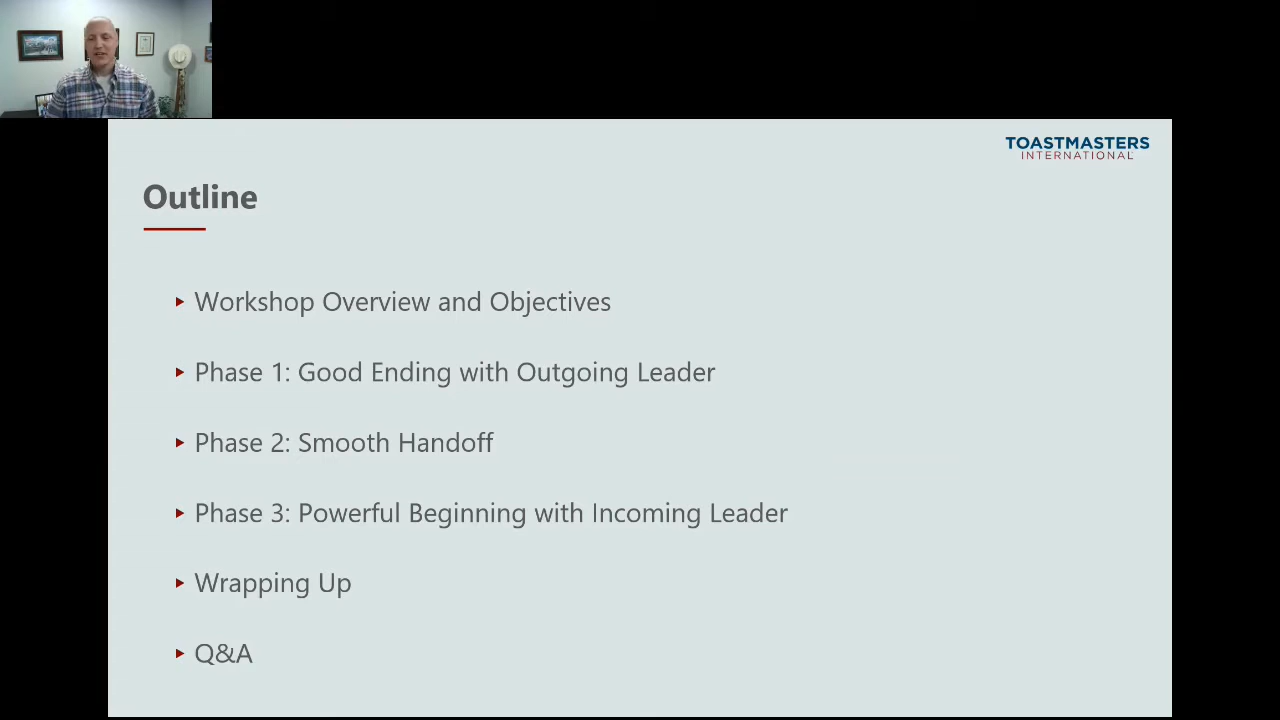 TOASTMASTERS
INTERNATIONAL
Outline
Workshop Overview and Objectives
Phase 1: Good Ending with Outgoing Leader
Phase 2: Smooth Handoff
Phase 3: Powerful Beginning with Incoming Leader
Wrapping Up
Q&A